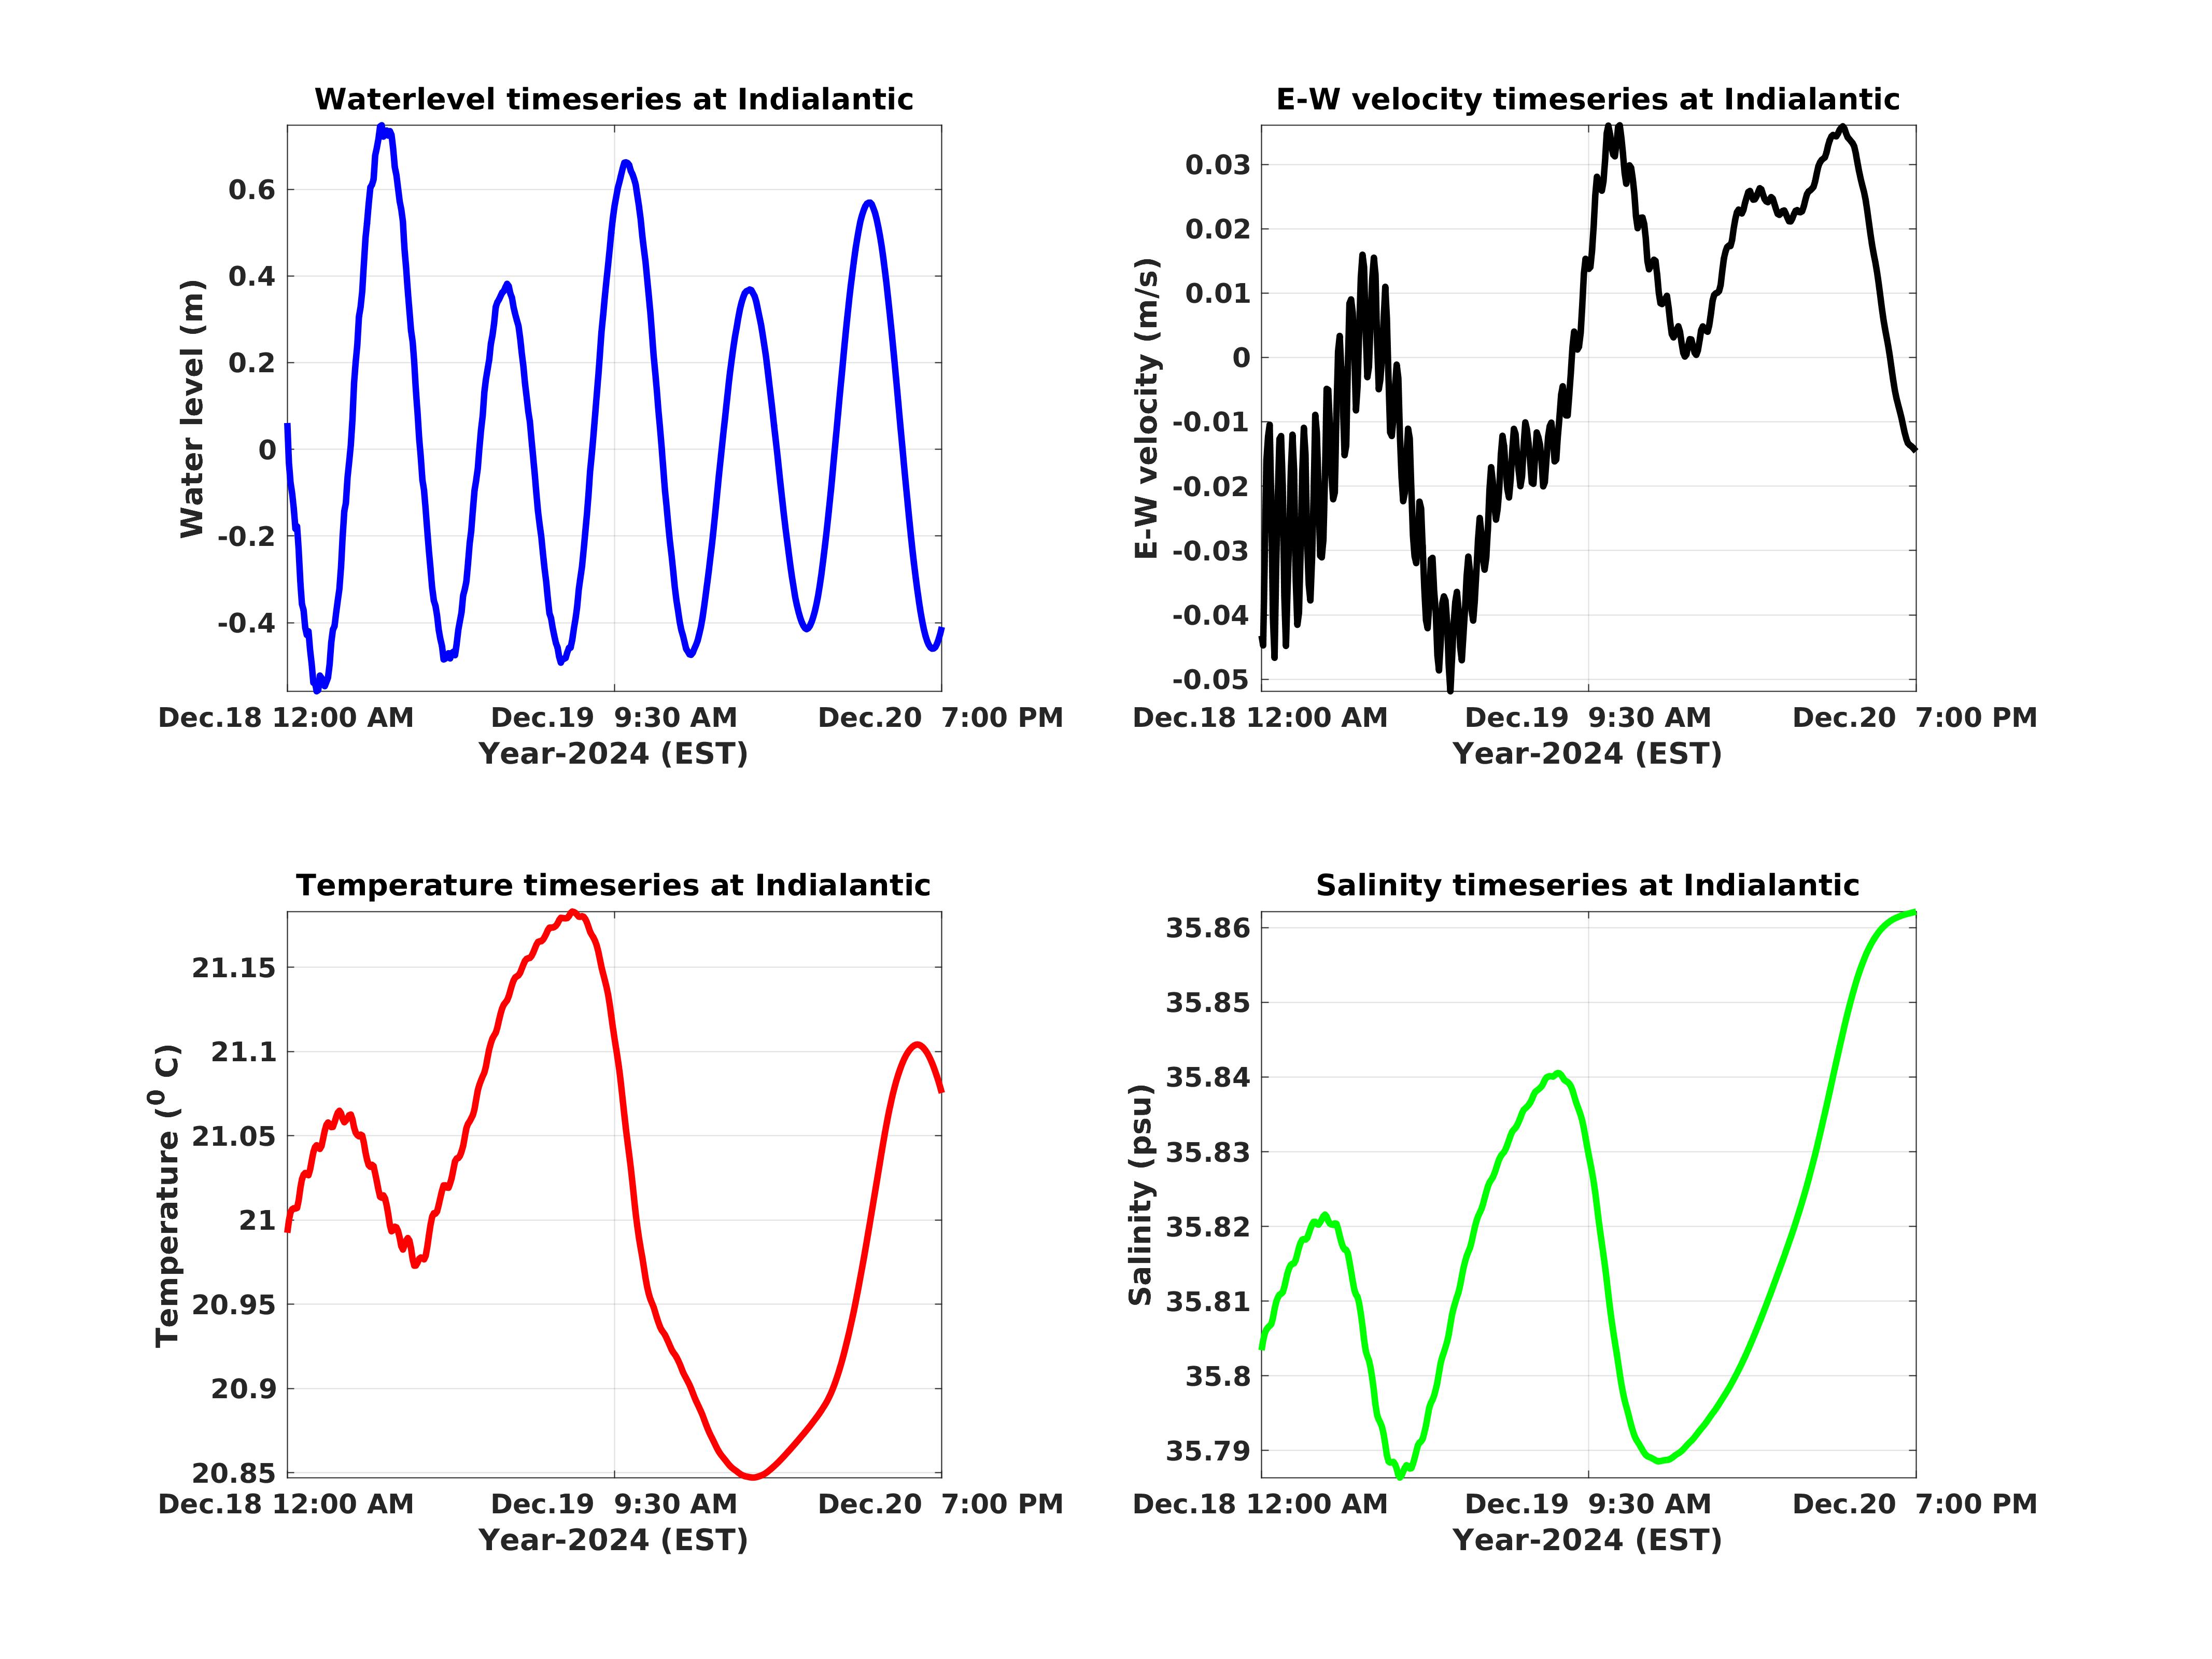 Waterlevel timeseries at Indialantic
Water level (m)
0.6
0.4
0.2
0
-0.2
-0.4
Dec.18 12:00 AM Dec.19 9:30 AM Dec.20 7:00 PM
Year-2024 (EST)
E-W velocity timeseries at Indialantic
E-W velocity (m/s)
0.03
0.02
0.01
0
-0.01
-0.02
-0.03
-0.04
-0.05
Dec.18 12:00 AM Dec.19 9:30 AM Dec.20 7:00 PM
Year-2024 (EST)
Temperature timeseries at Indialantic
Temperature (⁰ C)
21.15
21.1
21.05
21
20.95
20.9
20.85
Dec.18 12:00 AM Dec.19 9:30 AM Dec.20 7:00 PM
Year-2024 (EST)
Salinity timeseries at Indialantic
Salinity (psu)
35.86
35.85
35.84
35.83
35.82
35.81
35.8
35.79
Dec.18 12:00 AM Dec.19 9:30 AM Dec.20 7:00 PM
Year-2024 (EST)